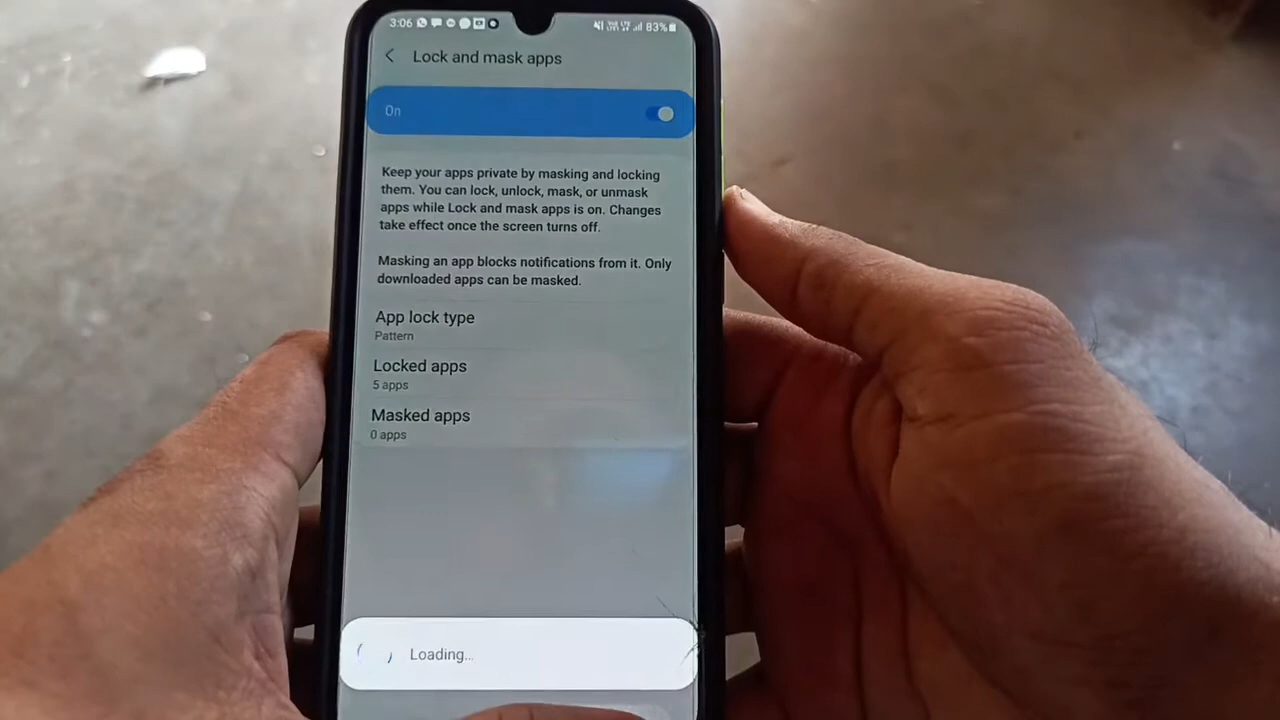 3:06 83%
Lock and mask apps
On
Keep your apps private by masking and locking
them. You can lock, unlock, mask, or unmask
apps while Lock and mask apps is on. Changes
take effect once the screen turns off.
Masking an app blocks notifications from it. Only
downloaded apps can be masked.
App lock type
Pattern
Locked apps
5 apps
Masked apps
0 apps
Loading...